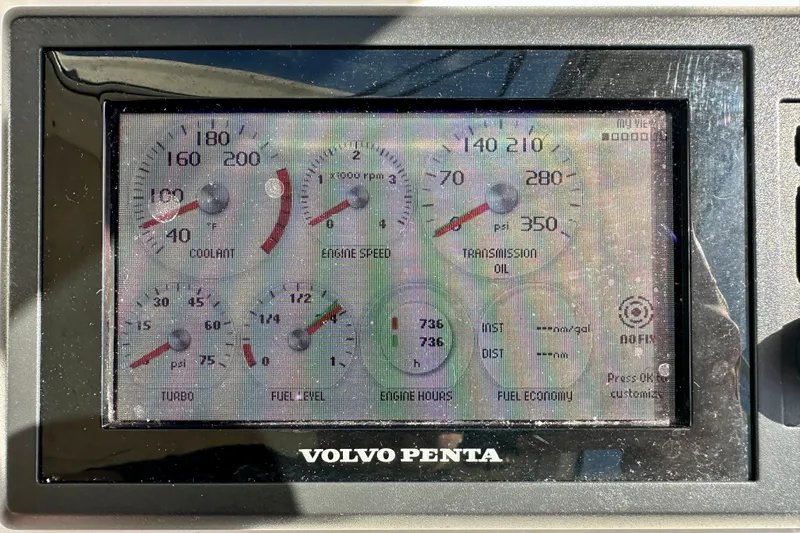 MY VIEW
180
160 200
100
40
°F
COOLANT
2
x1000 rpm
1 3
0 4
ENGINE SPEED
140 210
70 280
0 psi 350
TRANSMISSION
OIL
30 45
15 60
psi 75
TURBO
1/2
1/4
0 1
FUEL LEVEL
736
736
h
ENGINE HOURS
INST ---nm/gal
DIST ---nm
FUEL ECONOMY
NO FIX
Press OK to
customize
VOLVO PENTA